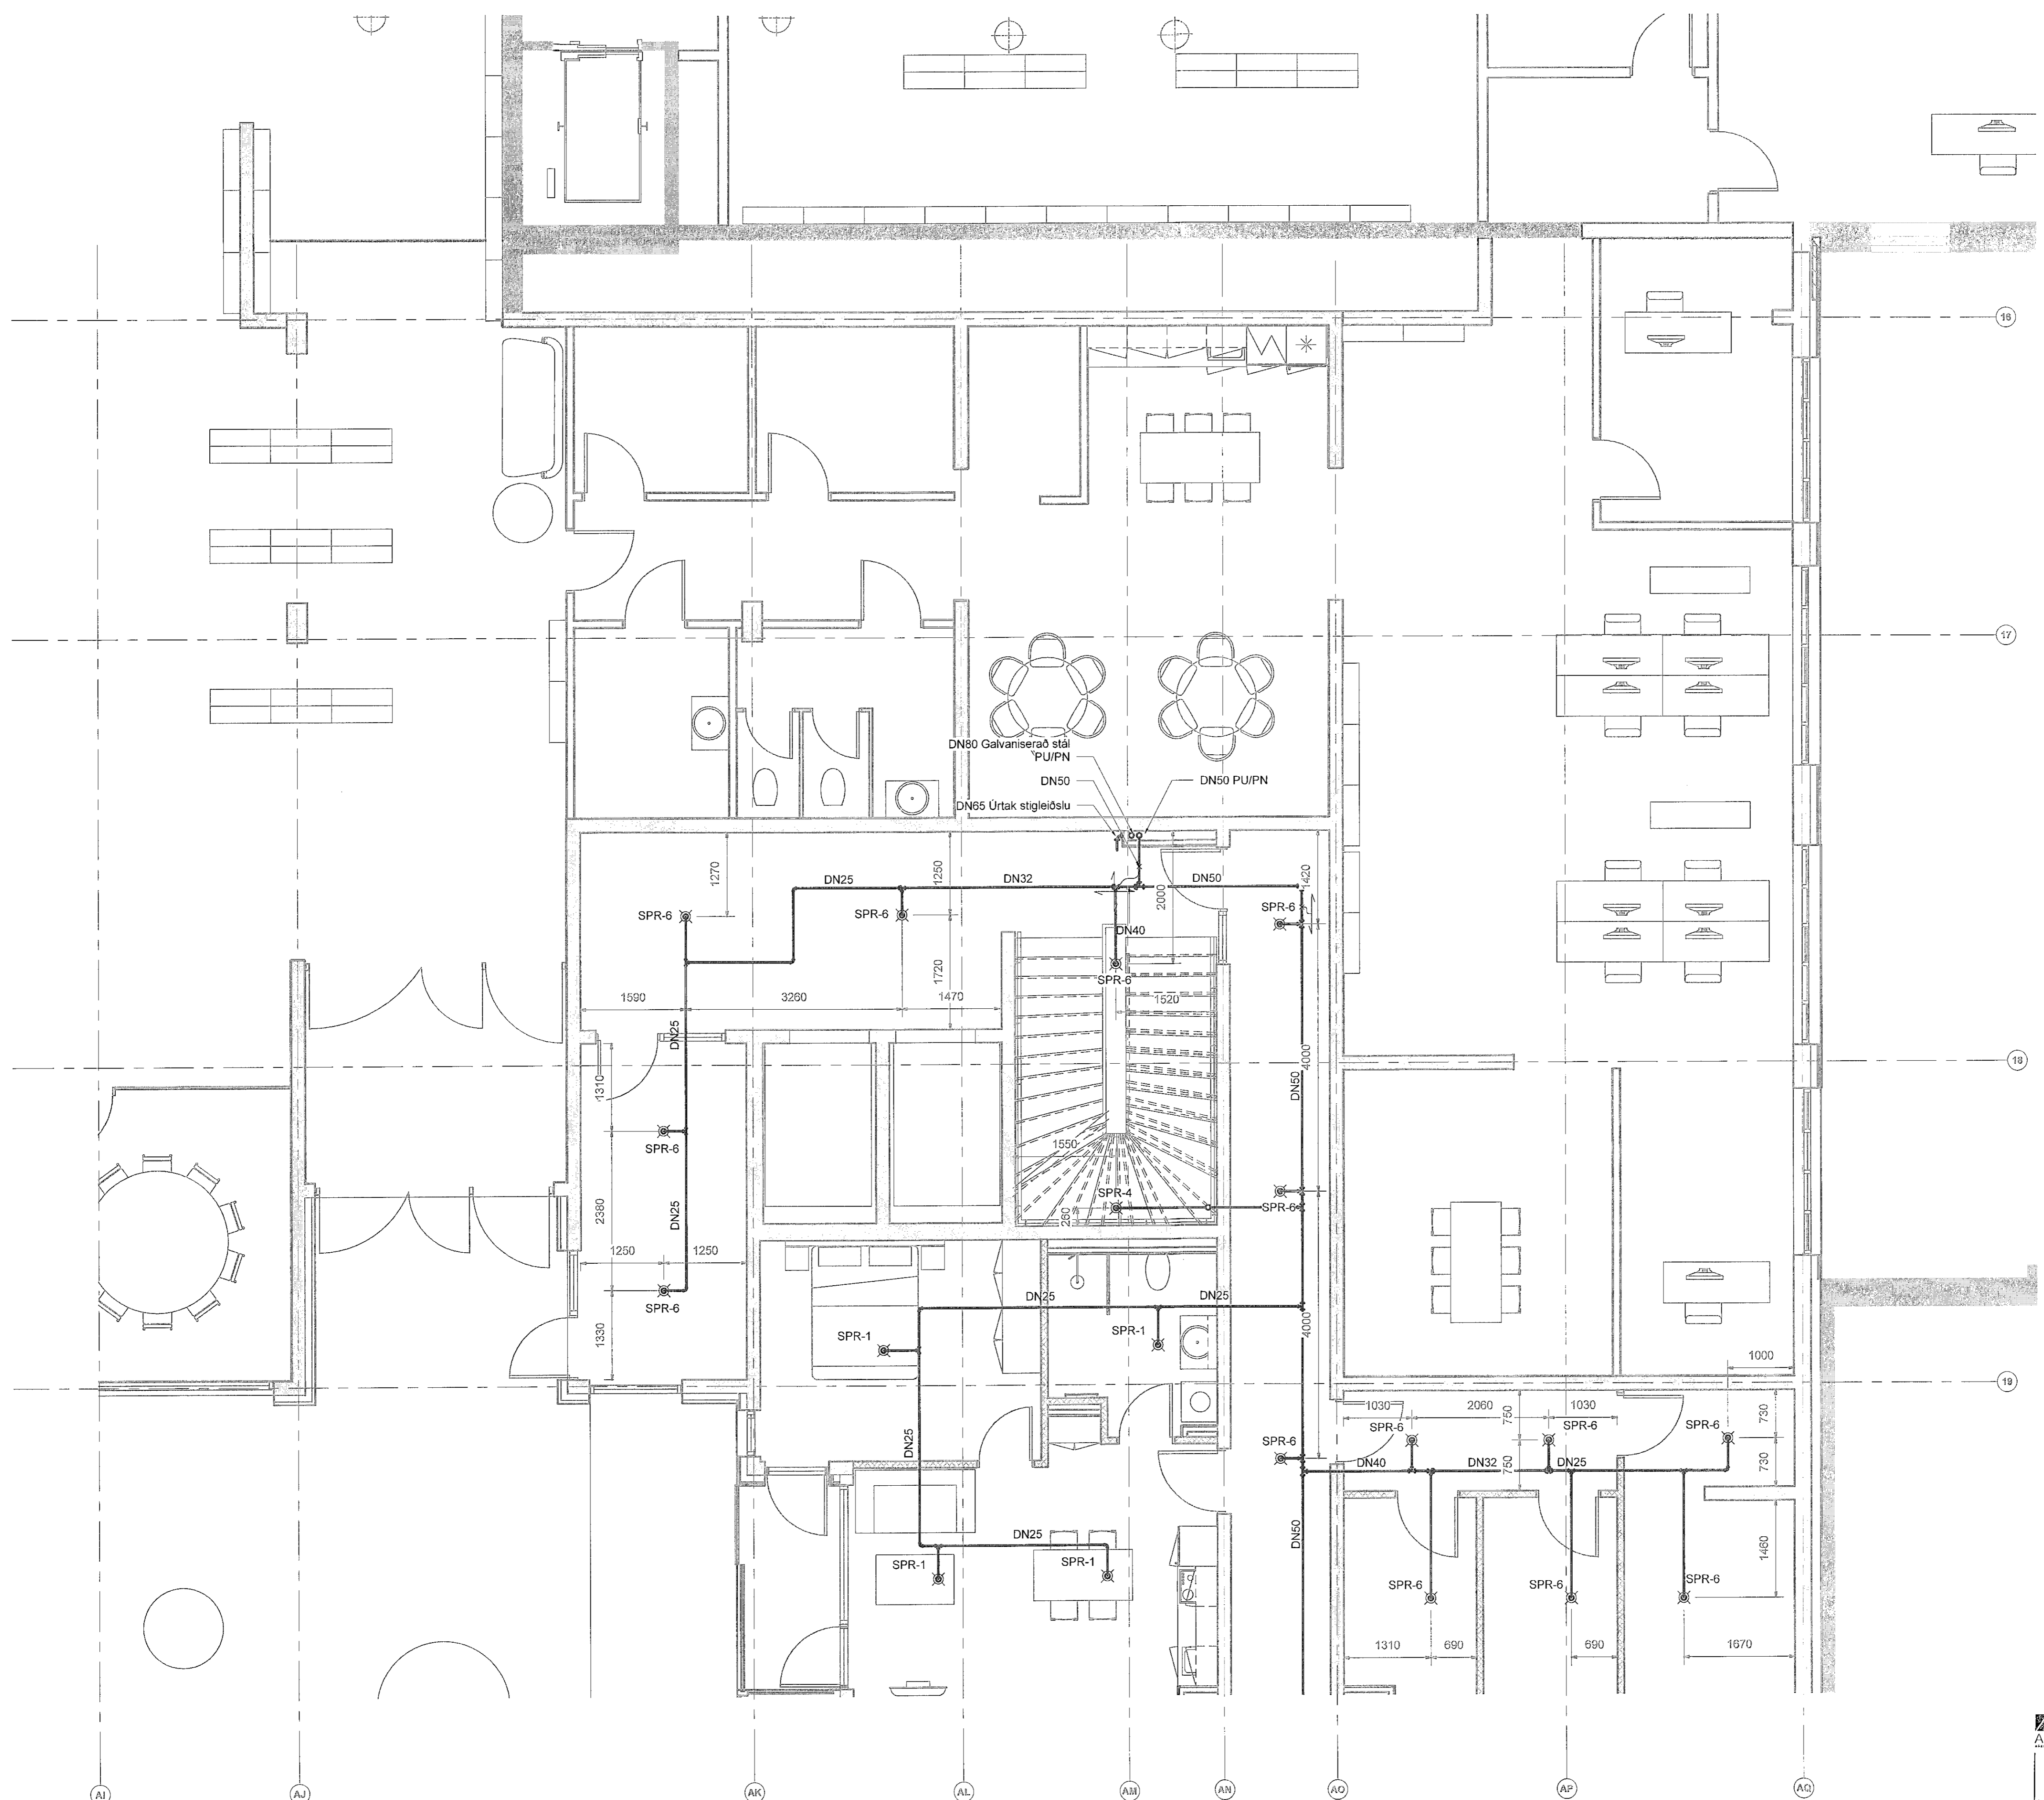 16
17
DN80 Galvaniserað stál
PU/PN
DN50
DN50 PU/PN
DN65 Úrtak stigleiðslu
1270
1250
2000
1420
DN25
DN32
DN50
SPR-6
SPR-6
SPR-6
DN40
SPR-6
1720
1590
3260
1470
1520
DN25
4000
DN50
18
1310
SPR-6
1550
2380
DN25
SPR-4
260
SPR-6
1250
1250
SPR-6
1330
DN25
DN25
SPR-1
SPR-1
4000
1000
19
1030
2060
750
1030
730
SPR-6
SPR-6
SPR-6
SPR-6
DN25
DN40
DN32
750
DN25
730
DN50
DN25
1460
SPR-1
SPR-1
SPR-6
SPR-6
SPR-6
1310
690
690
1670
AI
AJ
AK
AL
AM
AN
AO
AP
AQ